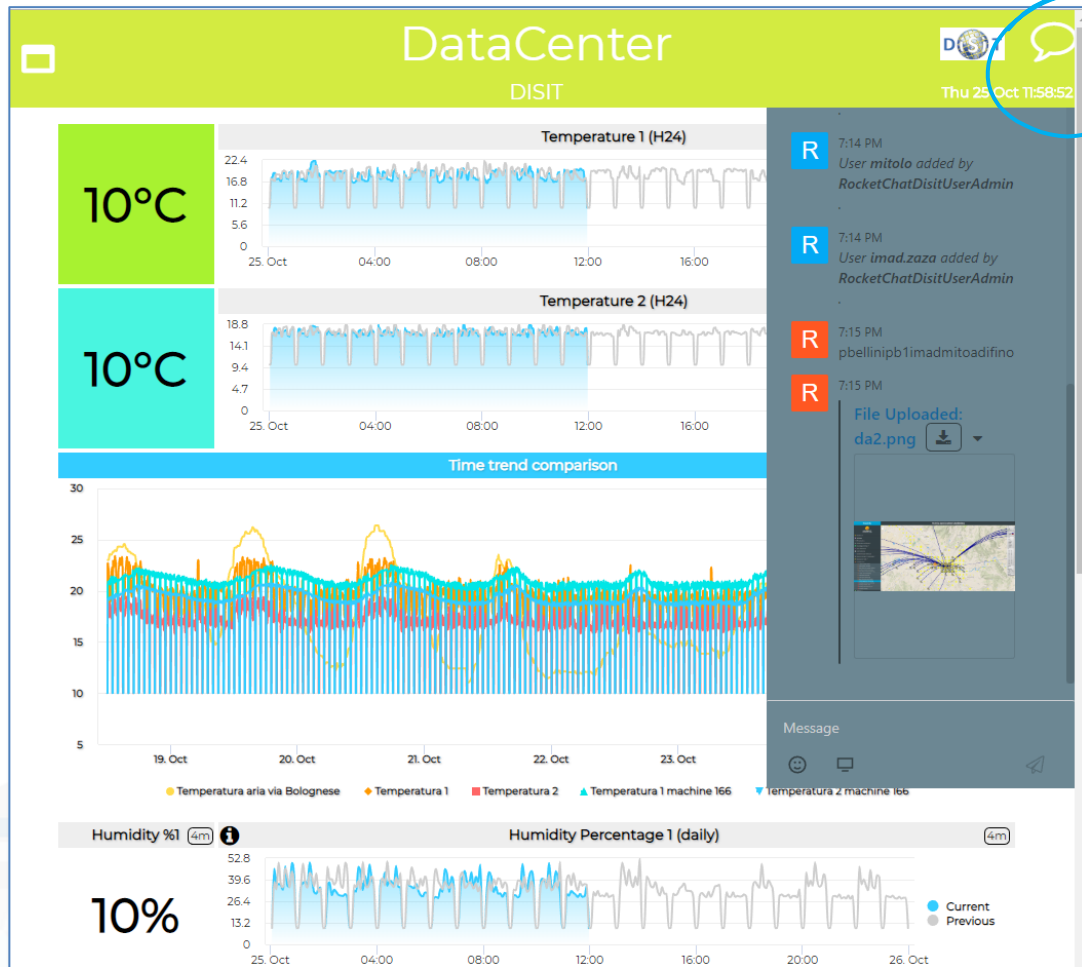 DataCenter
DISIT
Thu 25 Oct 11:58:52
10°C
Temperature 1 (H24)
22.4
16.8
11.2
5.6
0
25. Oct 04:00 08:00 12:00 16:00
10°C
Temperature 2 (H24)
18.8
14.1
9.4
4.7
0
25. Oct 04:00 08:00 12:00 16:00
Time trend comparison
30
25
20
15
10
5
19. Oct 20. Oct 21. Oct 22. Oct 23. Oct
Temperatura aria via Bolognese Temperatura 1 Temperatura 2 Temperatura 1 machine 166 Temperatura 2 machine 166
R
7:14 PM
User mitolo added by
RocketChatDisitUserAdmin
.
R
7:14 PM
User imad.zaza added by
RocketChatDisitUserAdmin
.
R
7:15 PM
pbellinipb1imadmitoadifino
R
7:15 PM
File Uploaded:
da2.png
Message
Humidity %1 4m
10%
Humidity Percentage 1 (daily) 4m
52.8
39.6
26.4
13.2
0
25. Oct 04:00 08:00 12:00 16:00 20:00 26. Oct
Current
Previous